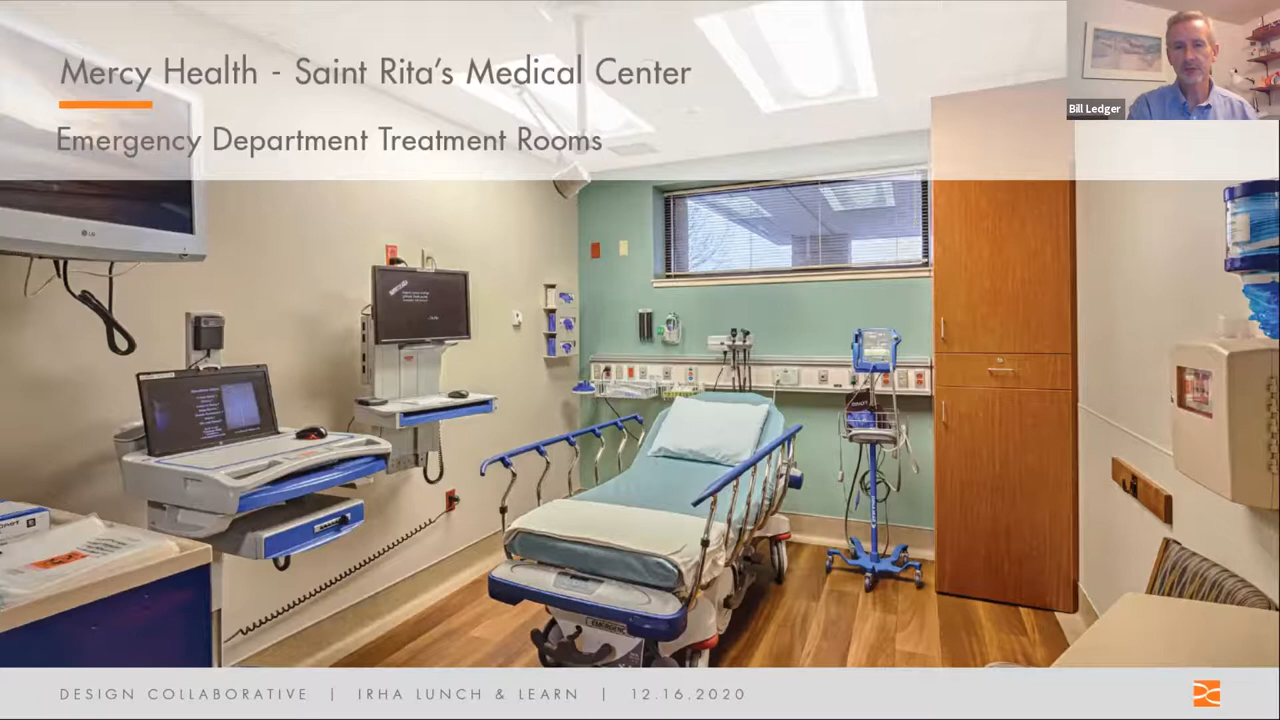 Mercy Health - Saint Rita's Medical Center
Bill Ledger
Emergency Department Treatment Rooms
LG
DESIGN COLLABORATIVE | IRHA LUNCH & LEARN | 12.16.2020